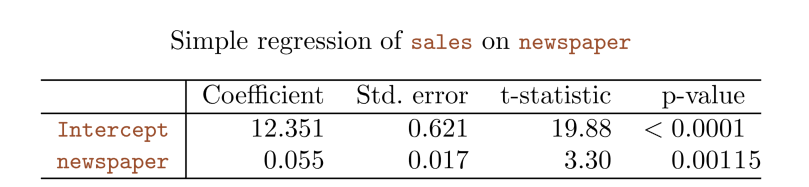 Simple regression of sales on newspaper
Coefficient Std. error t-statistic p-value
Intercept 12.351 0.621 19.88 < 0.0001
newspaper 0.055 0.017 3.30 0.00115